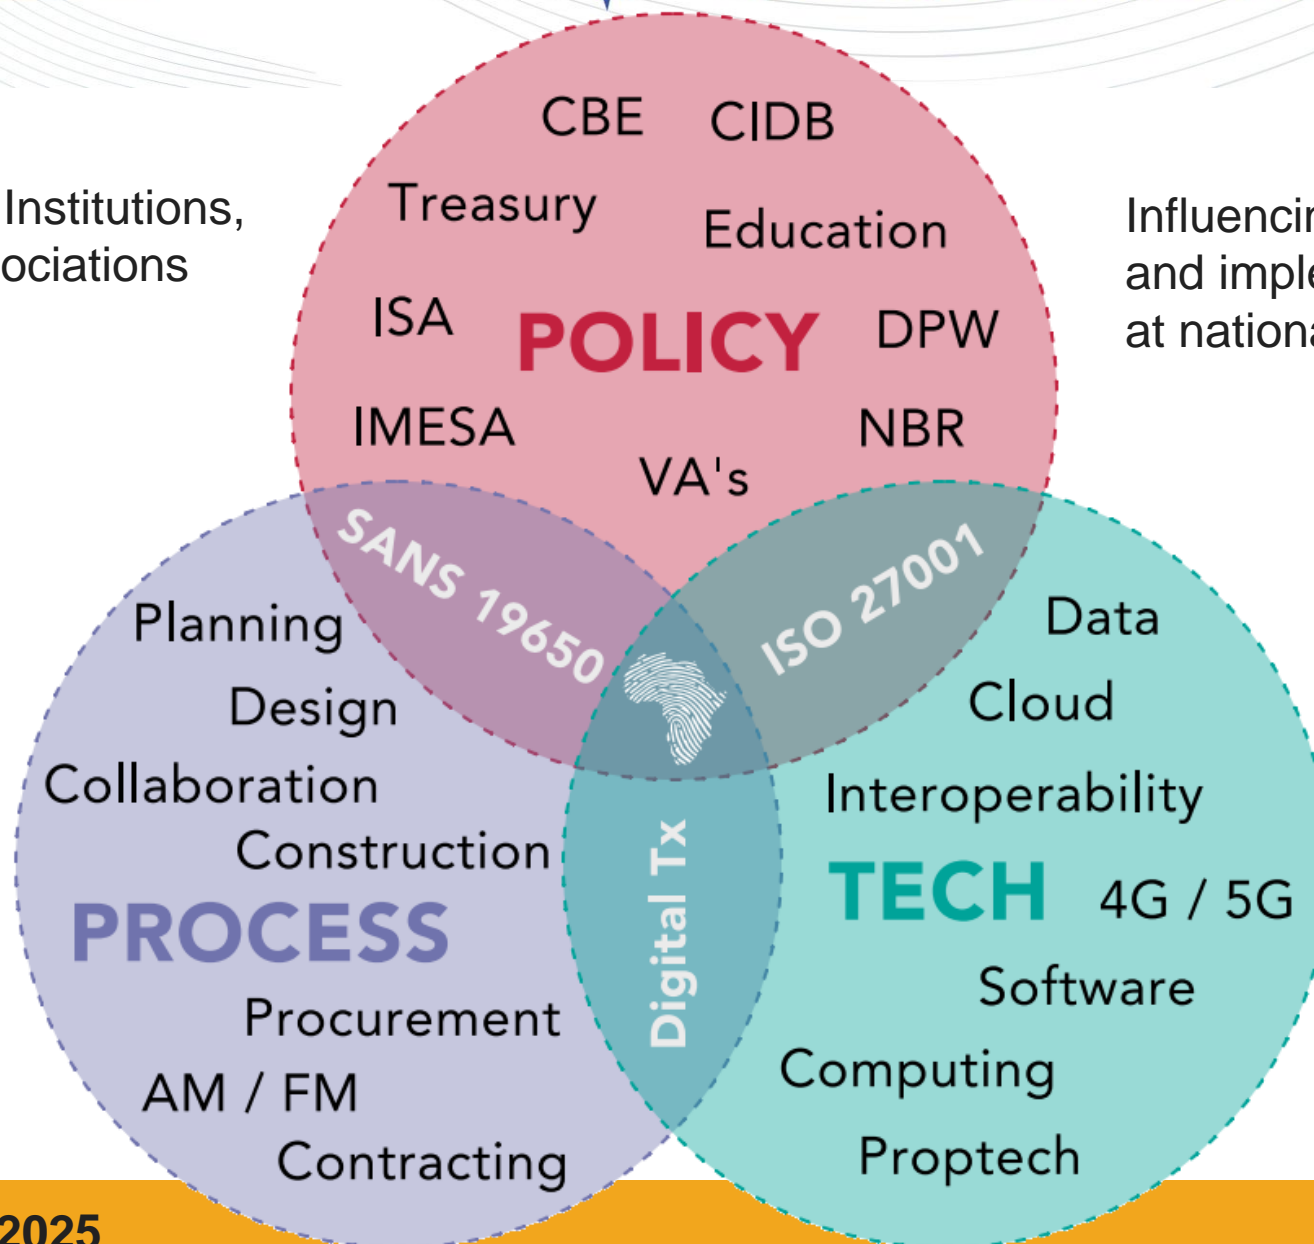 CBE CIDB
Treasury
Education
Institutions,
ociations
Influencin
and imple
at nationa
ISA
POLICY
DPW
IMESA
NBR
VA's
SANS 19650
ISO 27001
Planning
Design
Collaboration
Construction
PROCESS
Procurement
AM / FM
Contracting
Digital Tx
Data
Cloud
Interoperability
TECH
4G / 5G
Software
Computing
Proptech
2025